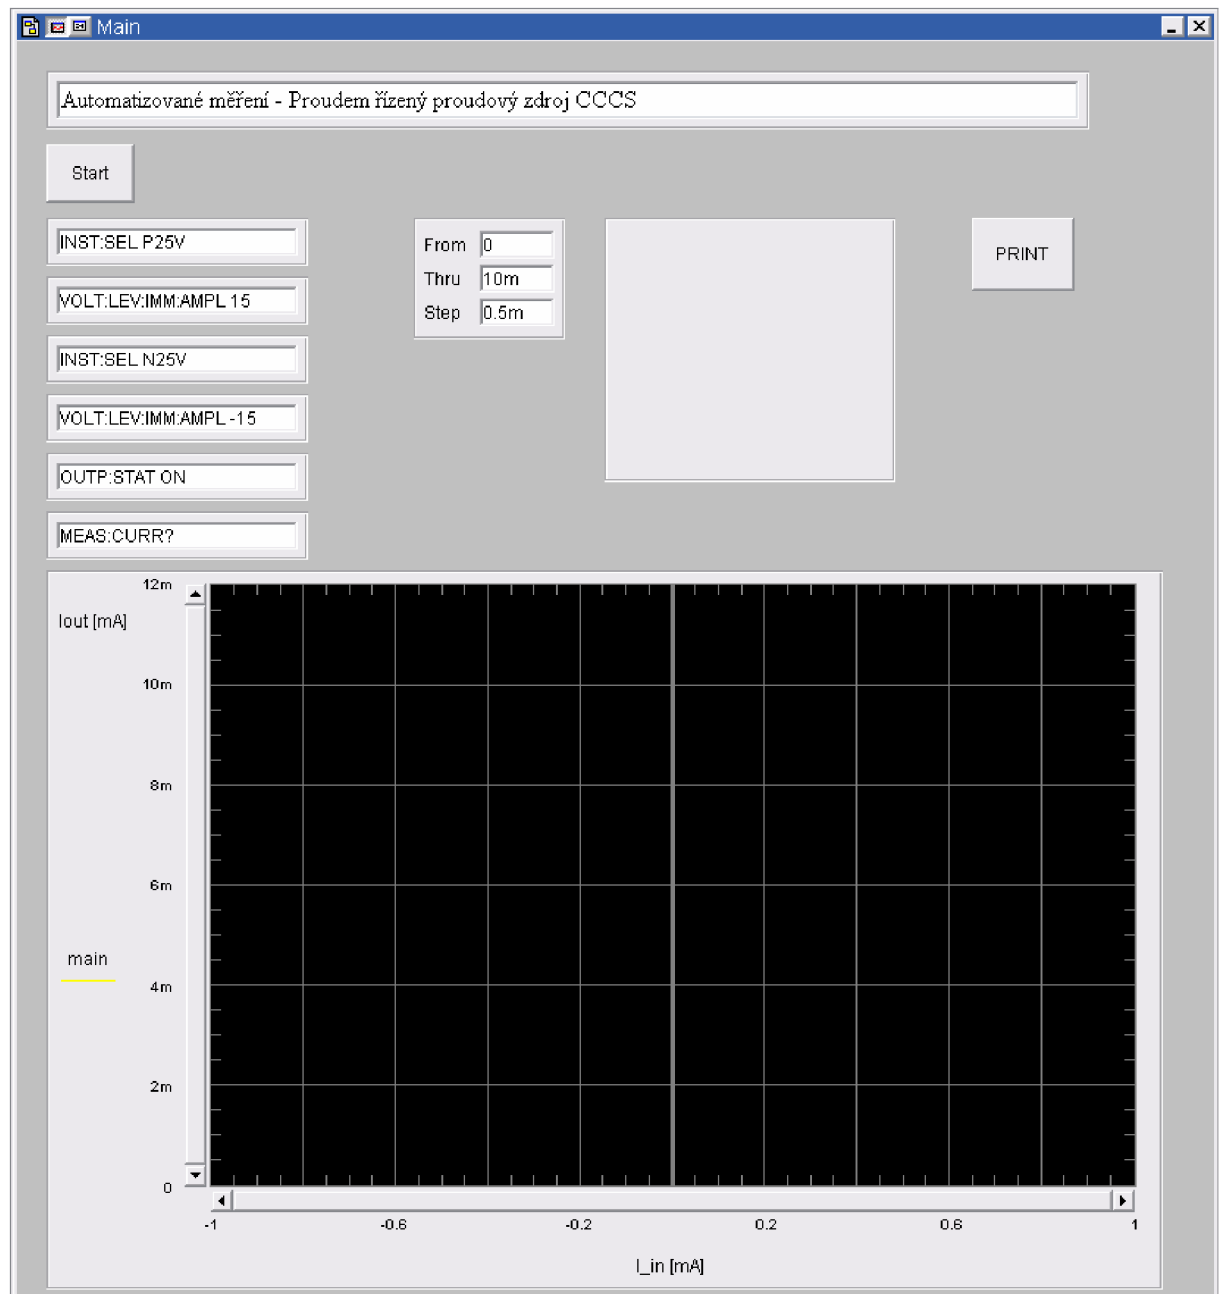 Main
Automatizované měření - Proudem řízený proudový zdroj CCCS
Start
INST:SEL P25V
VOLT:LEV:IMM:AMPL 15
INST:SEL N25V
VOLT:LEV:IMM:AMPL -15
OUTP:STAT ON
MEAS:CURR?
From 0
Thru 10m
Step 0.5m
PRINT
12m
Iout [mA]
10m
8m
6m
main
4m
2m
0
-1 -0.6 -0.2 0.2 0.6 1
I_in [mA]